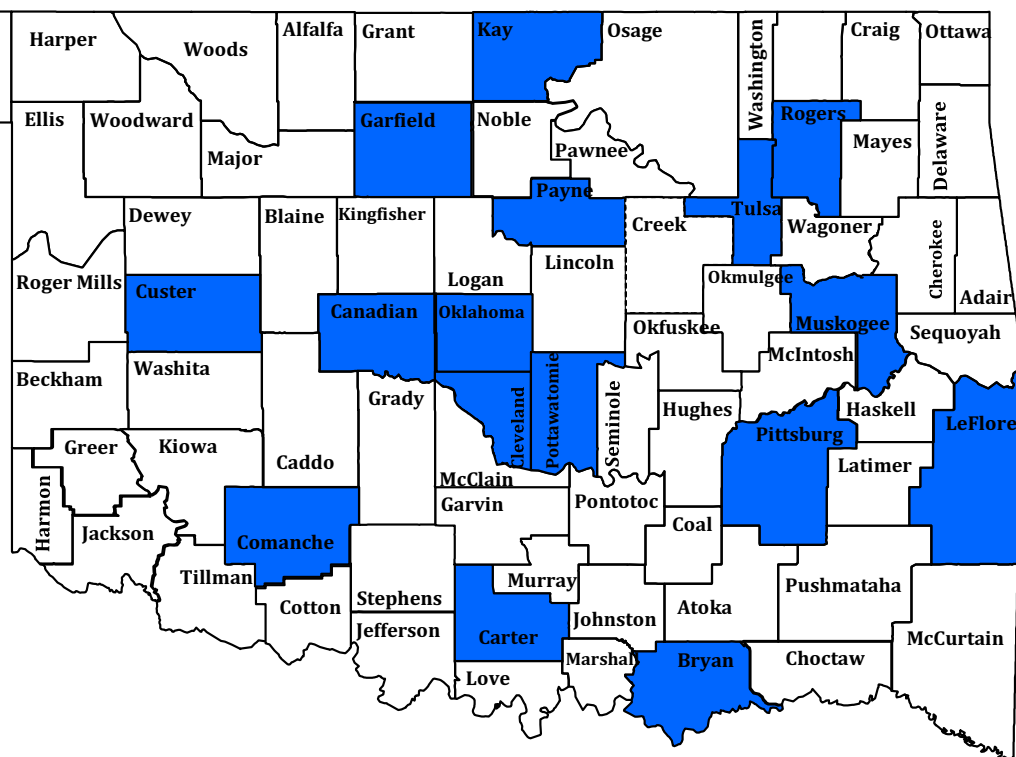 Harper
Woods
Alfalfa
Grant
Kay
Osage
Washington
Craig
Ottawa
Ellis
Woodward
Major
Garfield
Noble
Pawnee
Rogers
Mayes
Delaware
Dewey
Blaine
Kingfisher
Payne
Creek
Tulsa
Wagoner
Cherokee
Adair
Roger Mills
Custer
Logan
Lincoln
Okmulgee
Canadian
Oklahoma
Okfuskee
Muskogee
Sequoyah
Beckham
Washita
Grady
Cleveland
Pottawatomie
Seminole
Hughes
McIntosh
Haskell
LeFlore
Greer
Kiowa
Caddo
McClain
Pittsburg
Latimer
Harmon
Jackson
Comanche
Garvin
Pontotoc
Coal
Tillman
Cotton
Stephens
Murray
Pushmataha
Jefferson
Carter
Johnston
Atoka
McCurtain
Love
Marshal
Bryan
Choctaw